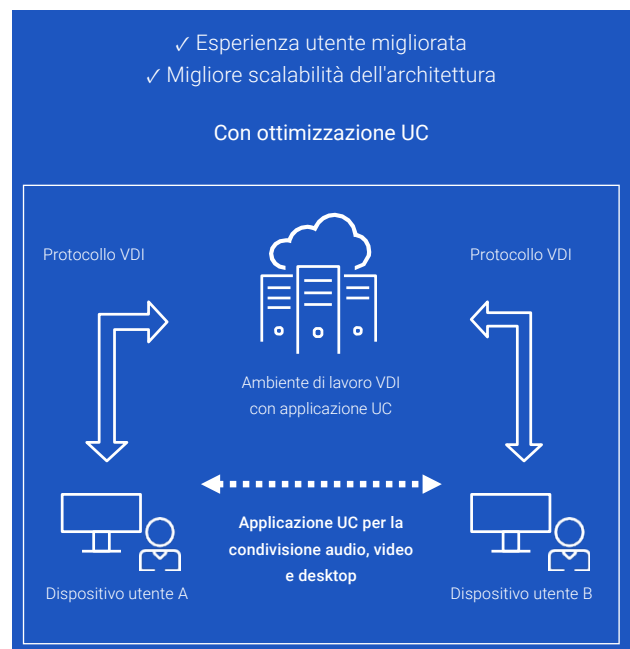 ✓ Esperienza utente migliorata
✓ Migliore scalabilità dell'architettura
Con ottimizzazione UC
Protocollo VDI
Protocollo VDI
Ambiente di lavoro VDI
con applicazione UC
Applicazione UC per la
condivisione audio, video
e desktop
Dispositivo utente A
Dispositivo utente B